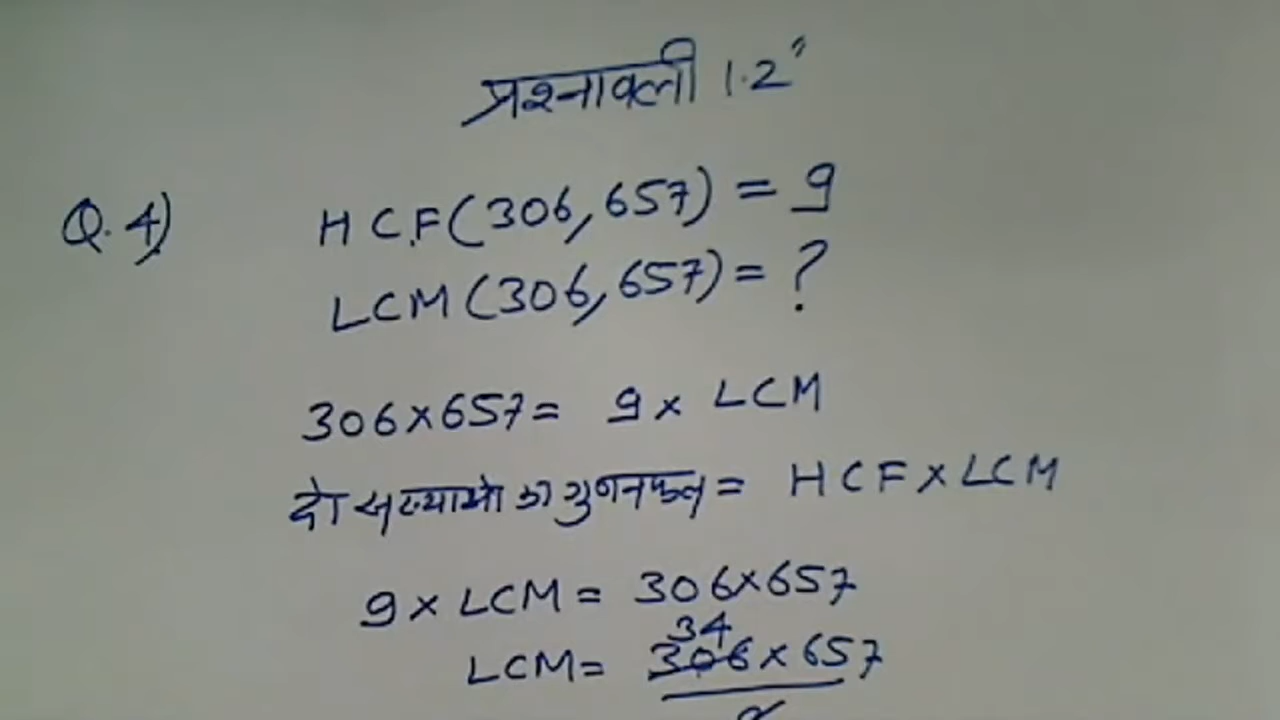 प्रश्नावली 1.2"
Q.4) HCF(306,657) = 9
LCM(306,657) = ?
306×657= 9× LCM
दो संख्याओ का गुणनफल = HCF×LCM
9× LCM= 306×657
34
LCM= 306×657